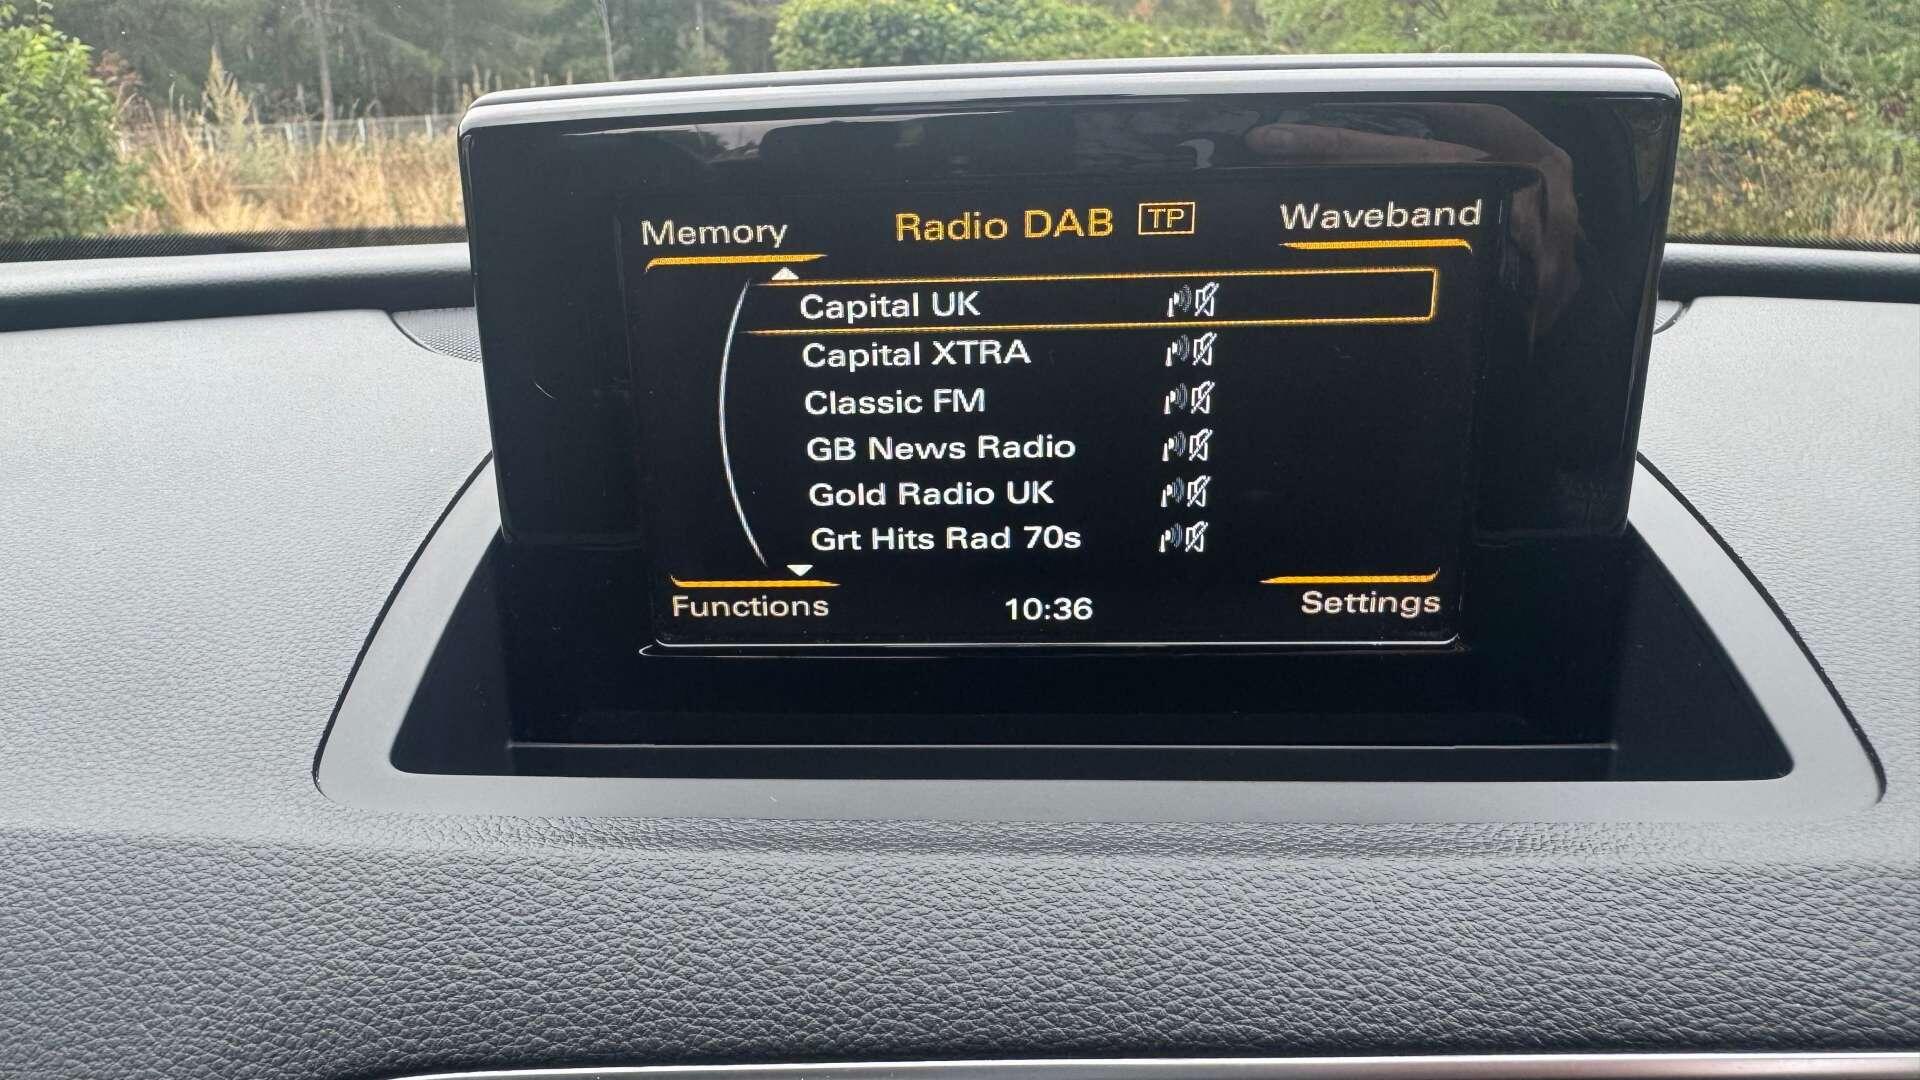 Memory
Radio DAB TP
Waveband
Capital UK
Capital XTRA
Classic FM
GB News Radio
Gold Radio UK
Grt Hits Rad 70s
Functions
10:36
Settings